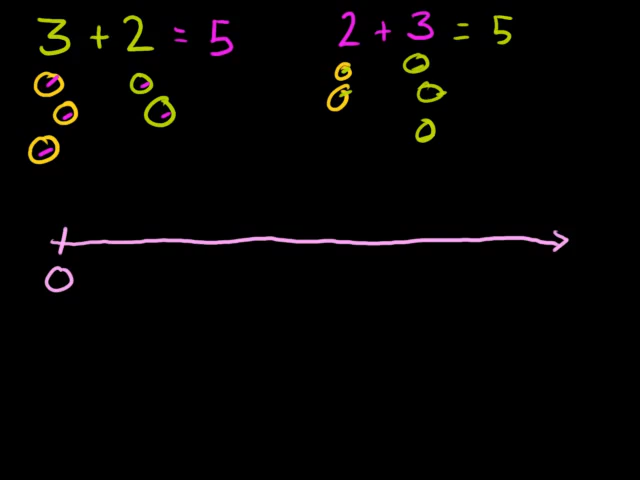 3 + 2 = 5
2 + 3 = 5
0